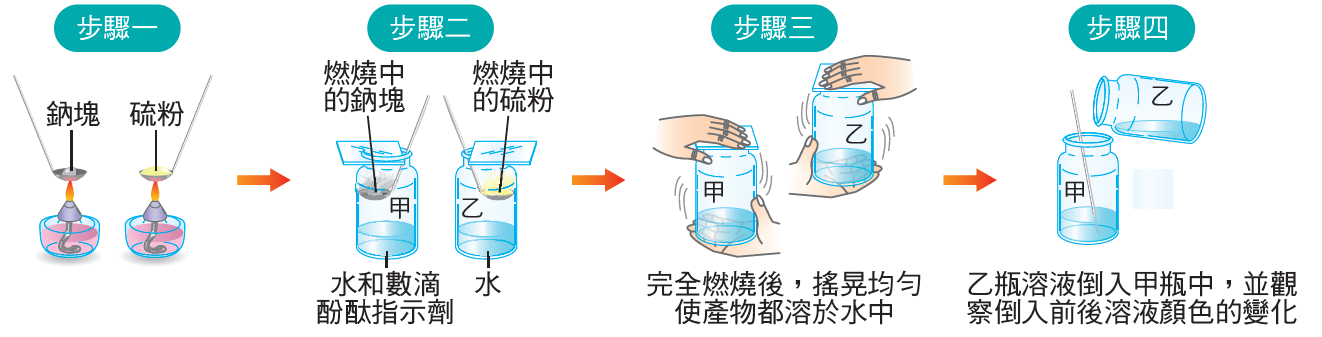 步驟一
鈉塊
硫粉
步驟二
燃燒中
的鈉塊
燃燒中
的硫粉
甲
乙
水和數滴
酚酞指示劑
水
步驟三
甲
乙
完全燃燒後，搖晃均勻
使產物都溶於水中
步驟四
乙
甲
乙瓶溶液倒入甲瓶中，並觀
察倒入前後溶液顏色的變化